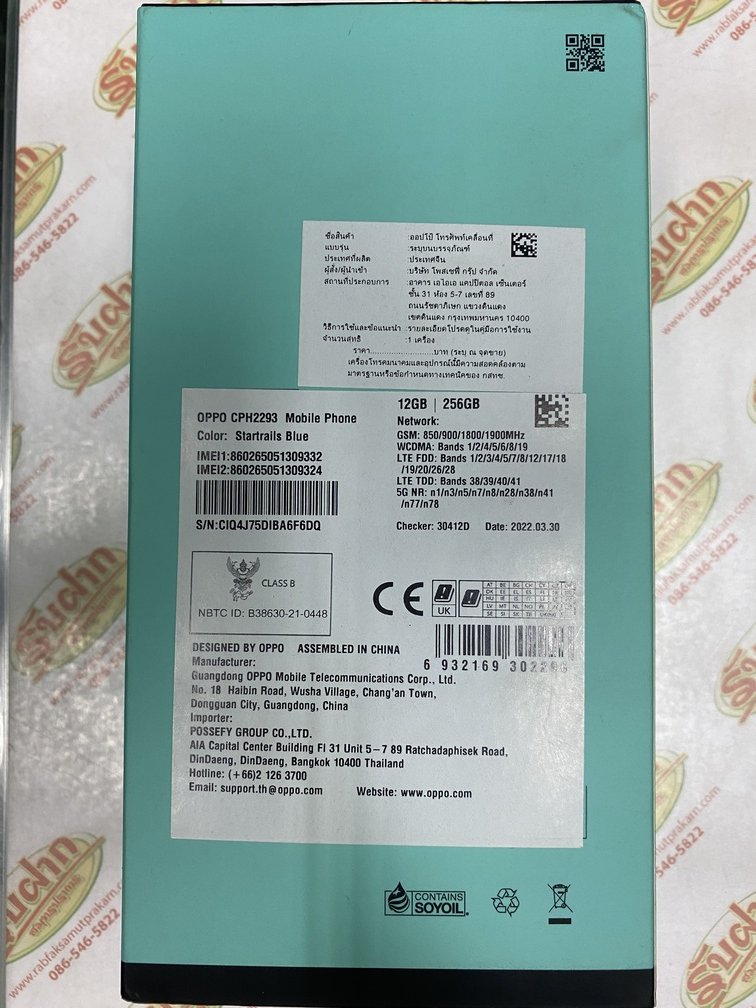 ชื่อสินค้า :ออปโป้ โทรศัพท์เคลื่อนที่
แบบรุ่น :ระบุบนบรรจุภัณฑ์
ประเทศที่ผลิต :ประเทศจีน
ผู้สั่ง/ผู้นำเข้า :บริษัท โพสเซฟี่ กรุ๊ป จำกัด
สถานที่ประกอบการ :อาคาร เอไอเอ แคปปิตอล เซ็นเตอร์
ชั้น 31 ห้อง 5-7 เลขที่ 89
ถนนรัชดาภิเษก แขวงดินแดง
เขตดินแดง กรุงเทพมหานคร 10400
วิธีการใช้และข้อแนะนำ :รายละเอียดโปรดดูในคู่มือการใช้งาน
จำนวนสุทธิ :1 เครื่อง
ราคา..........................บาท (ระบุ ณ จุดขาย)
เครื่องโทรคมนาคมและอุปกรณ์นี้มีความสอดคล้องตาม
มาตรฐานหรือข้อกำหนดทางเทคนิคของ กสทช.
OPPO CPH2293 Mobile Phone
Color: Startrails Blue
IMEI1:860265051309332
IMEI2:860265051309324
S/N:CIQ4J75DIBA6F6DQ
12GB | 256GB
Network:
GSM: 850/900/1800/1900MHz
WCDMA: Bands 1/2/4/5/6/8/19
LTE FDD: Bands 1/2/3/4/5/7/8/12/17/18
/19/20/26/28
LTE TDD: Bands 38/39/40/41
5G NR: n1/n3/n5/n7/n8/n28/n38/n41
/n77/n78
Checker: 30412D Date: 2022.03.30
CLASS B
NBTC ID: B38630-21-0448
CE
UK
DESIGNED BY OPPO ASSEMBLED IN CHINA
Manufacturer:
Guangdong OPPO Mobile Telecommunications Corp., Ltd.
No. 18 Haibin Road, Wusha Village, Chang'an Town,
Dongguan City, Guangdong, China
Importer:
POSSEFY GROUP CO.,LTD.
AIA Capital Center Building Fl 31 Unit 5-7 89 Ratchadaphisek Road,
DinDaeng, DinDaeng, Bangkok 10400 Thailand
Hotline: (+66)2 126 3700
Email: support.th@oppo.com Website: www.oppo.com
CONTAINS
SOYOIL
รับฝาก
www.rabfaksamutprakarn.com
086-546-5822